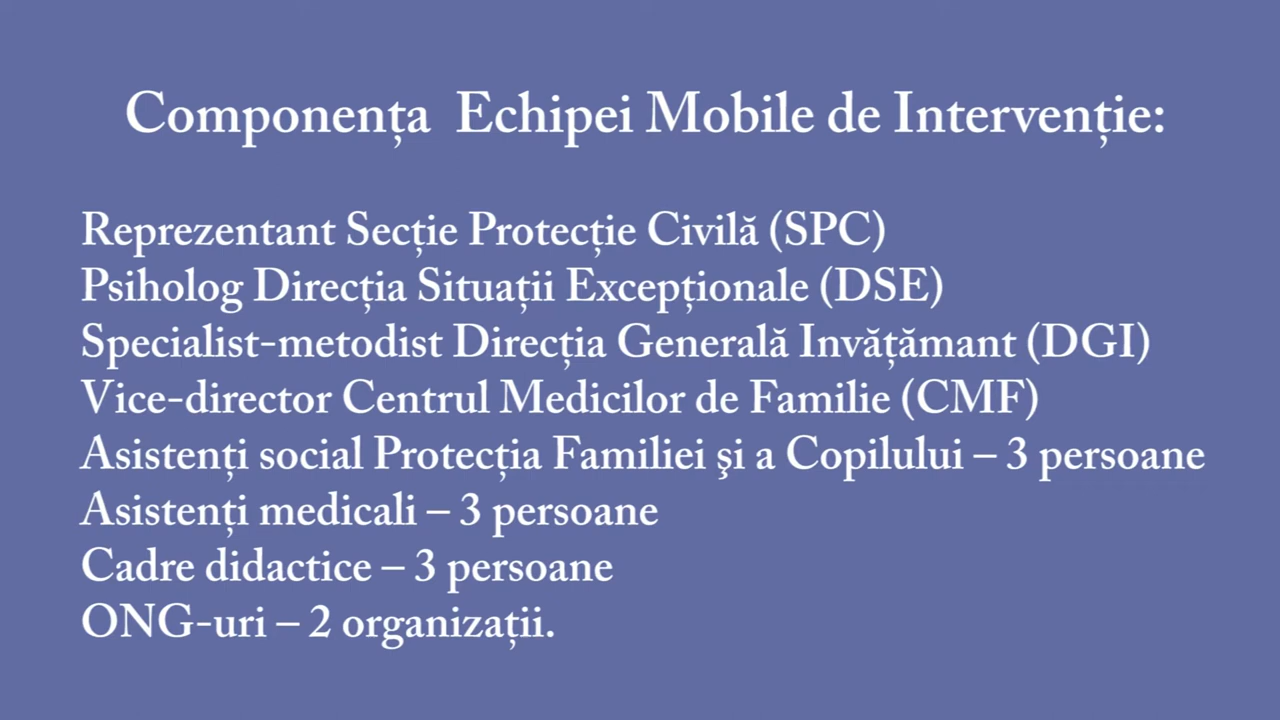 Componența Echipei Mobile de Intervenție:
Reprezentant Secție Protecție Civilă (SPC)
Psiholog Direcția Situații Excepționale (DSE)
Specialist-metodist Direcția Generală Invățămant (DGI)
Vice-director Centrul Medicilor de Familie (CMF)
Asistenți social Protecția Familiei şi a Copilului – 3 persoane
Asistenți medicali – 3 persoane
Cadre didactice – 3 persoane
ONG-uri – 2 organizații.